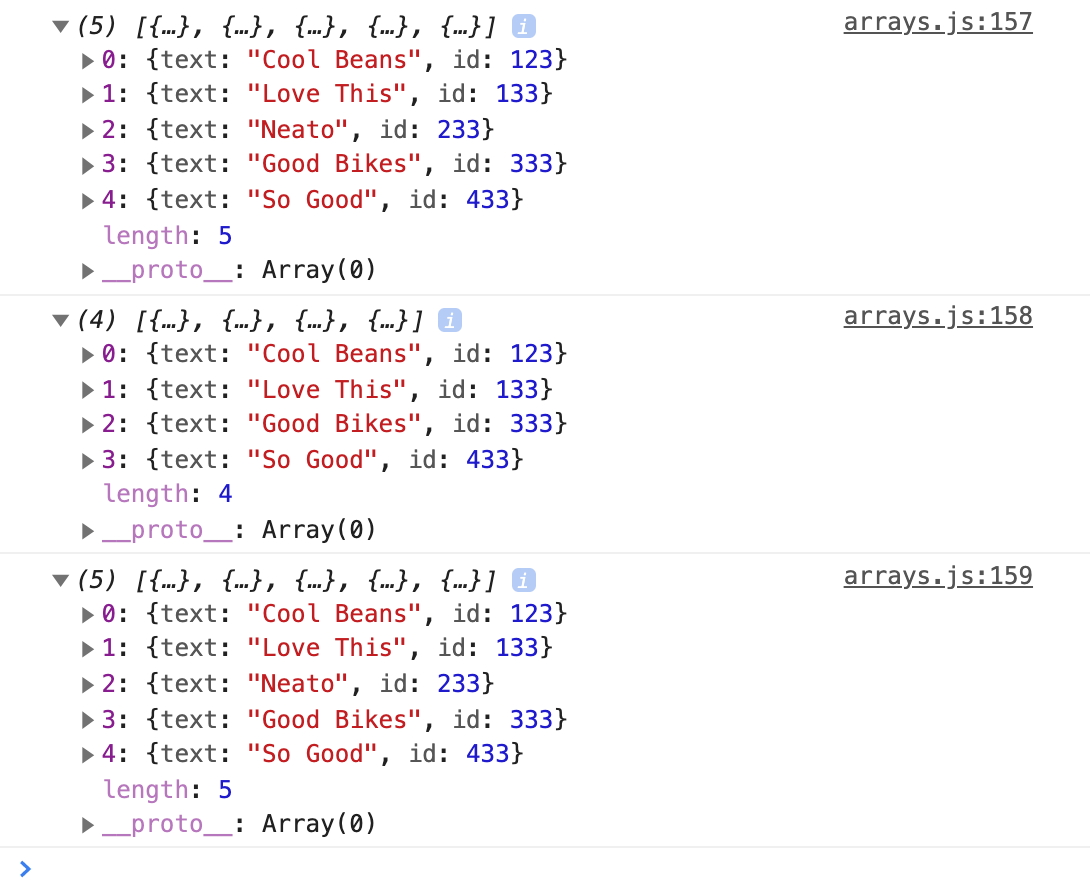 ▼(5) [{…}, {…}, {…}, {…}, {…}] i arrays.js:157
▶0: {text: "Cool Beans", id: 123}
▶1: {text: "Love This", id: 133}
▶2: {text: "Neato", id: 233}
▶3: {text: "Good Bikes", id: 333}
▶4: {text: "So Good", id: 433}
length: 5
▶__proto__: Array(0)
▼(4) [{…}, {…}, {…}, {…}] i arrays.js:158
▶0: {text: "Cool Beans", id: 123}
▶1: {text: "Love This", id: 133}
▶2: {text: "Good Bikes", id: 333}
▶3: {text: "So Good", id: 433}
length: 4
▶__proto__: Array(0)
▼(5) [{…}, {…}, {…}, {…}, {…}] i arrays.js:159
▶0: {text: "Cool Beans", id: 123}
▶1: {text: "Love This", id: 133}
▶2: {text: "Neato", id: 233}
▶3: {text: "Good Bikes", id: 333}
▶4: {text: "So Good", id: 433}
length: 5
▶__proto__: Array(0)
>